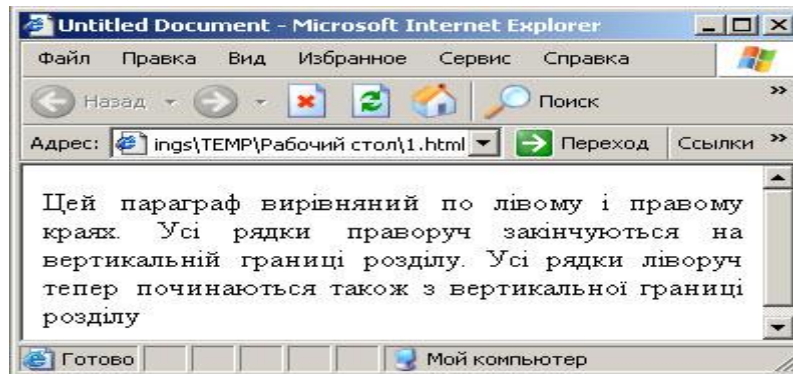 Untitled Document - Microsoft Internet Explorer
Файл Правка Вид Избранное Сервис Справка
Назад Поиск
Адрес: ings\TEMP\Рабочий стол\1.html Переход Ссылки
Цей параграф вирівняний по лівому і правому
краях. Усі рядки праворуч закінчуються на
вертикальній границі розділу. Усі рядки ліворуч
тепер починаються також з вертикальної границі
розділу
Готово Мой компьютер